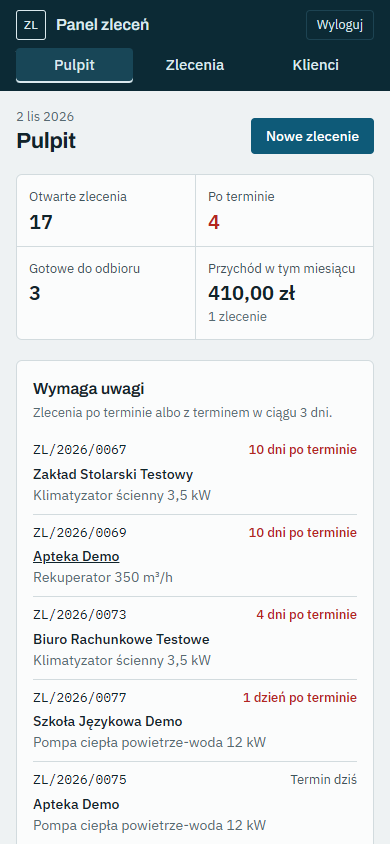 ZL
Panel zleceń
Wyloguj
Pulpit
Zlecenia
Klienci
2 lis 2026
Pulpit
Nowe zlecenie
Otwarte zlecenia
17
Po terminie
4
Gotowe do odbioru
3
Przychód w tym miesiącu
410,00 zł
1 zlecenie
Wymaga uwagi
Zlecenia po terminie albo z terminem w ciągu 3 dni.
ZL/2026/0067
10 dni po terminie
Zakład Stolarski Testowy
Klimatyzator ścienny 3,5 kW
ZL/2026/0069
10 dni po terminie
Apteka Demo
Rekuperator 350 m³/h
ZL/2026/0073
4 dni po terminie
Biuro Rachunkowe Testowe
Klimatyzator ścienny 3,5 kW
ZL/2026/0077
1 dzień po terminie
Szkoła Językowa Demo
Pompa ciepła powietrze-woda 12 kW
ZL/2026/0075
Termin dziś
Apteka Demo
Pompa ciepła powietrze-woda 12 kW